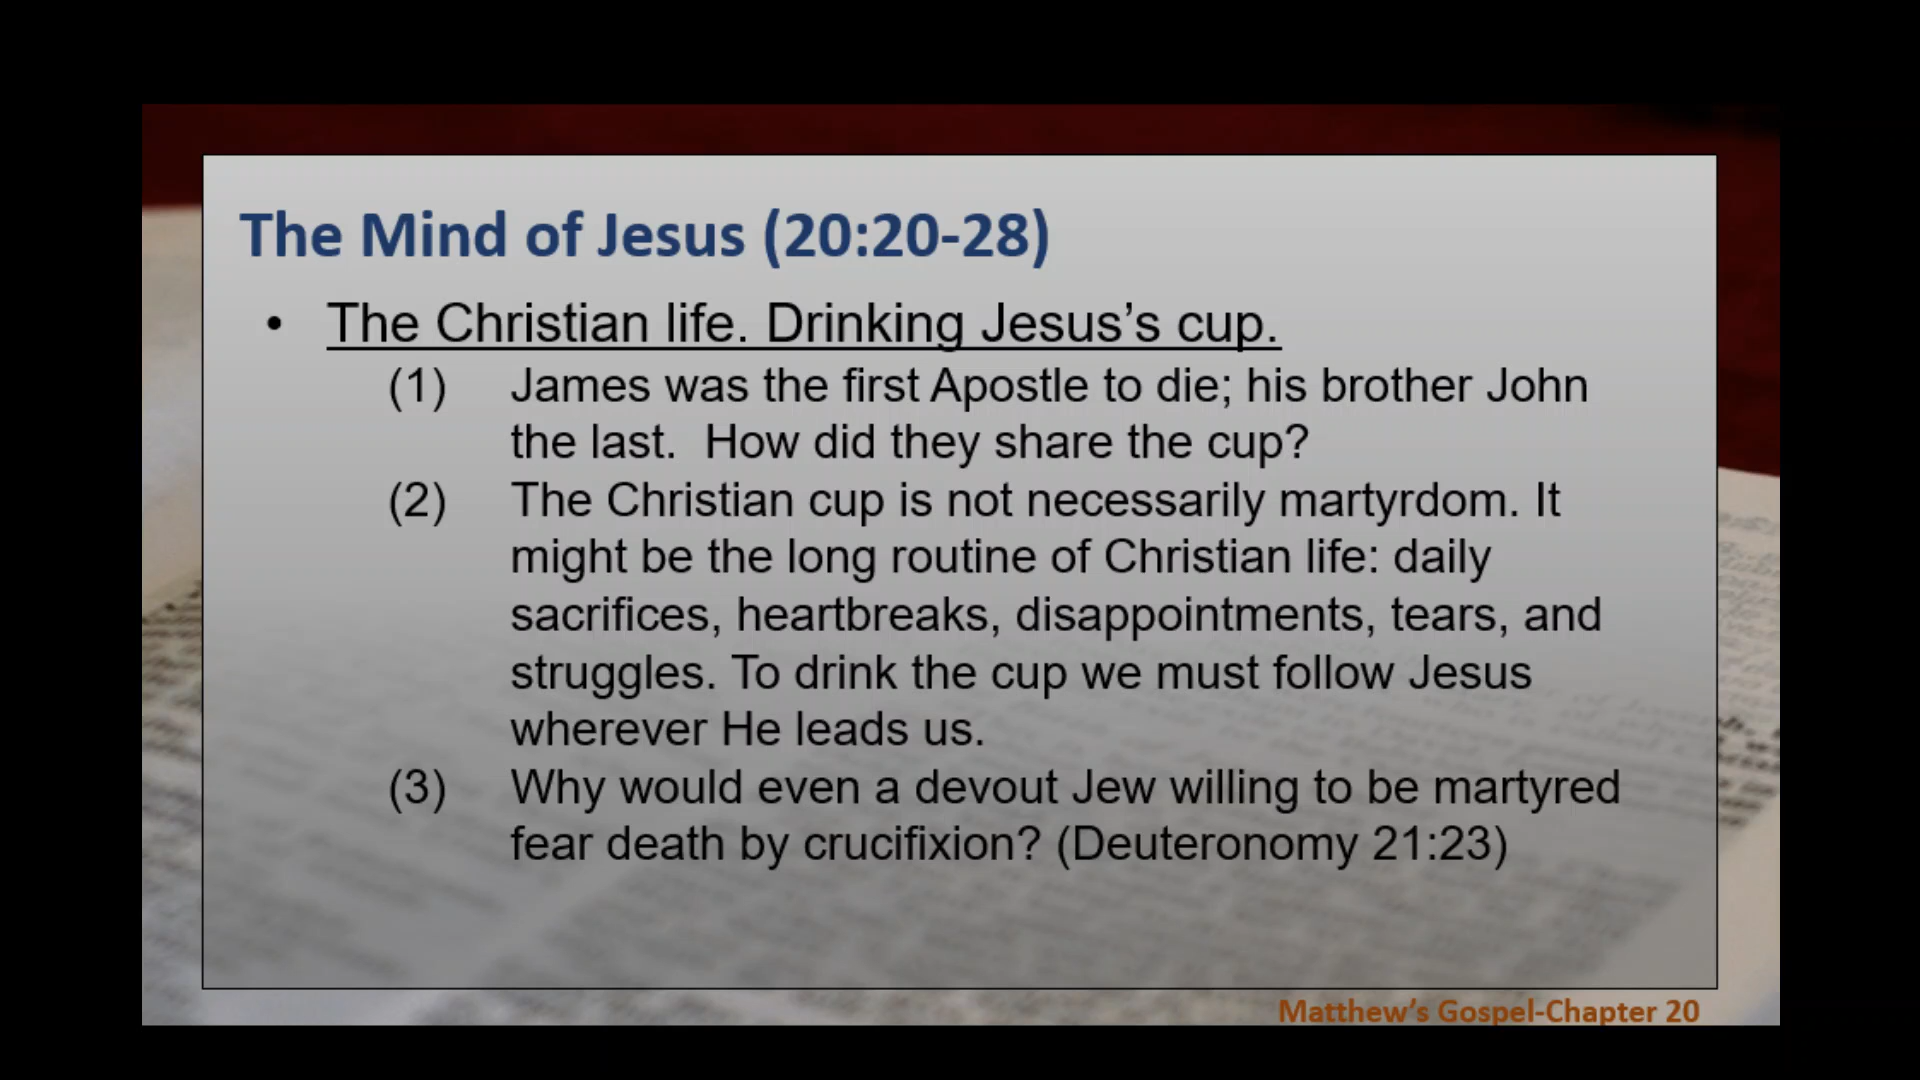 The Mind of Jesus (20:20-28)
• The Christian life. Drinking Jesus’s cup.
(1) James was the first Apostle to die; his brother John
the last.  How did they share the cup?
(2) The Christian cup is not necessarily martyrdom. It
might be the long routine of Christian life: daily
sacrifices, heartbreaks, disappointments, tears, and
struggles. To drink the cup we must follow Jesus
wherever He leads us.
(3) Why would even a devout Jew willing to be martyred
fear death by crucifixion? (Deuteronomy 21:23)
Matthew’s Gospel-Chapter 20